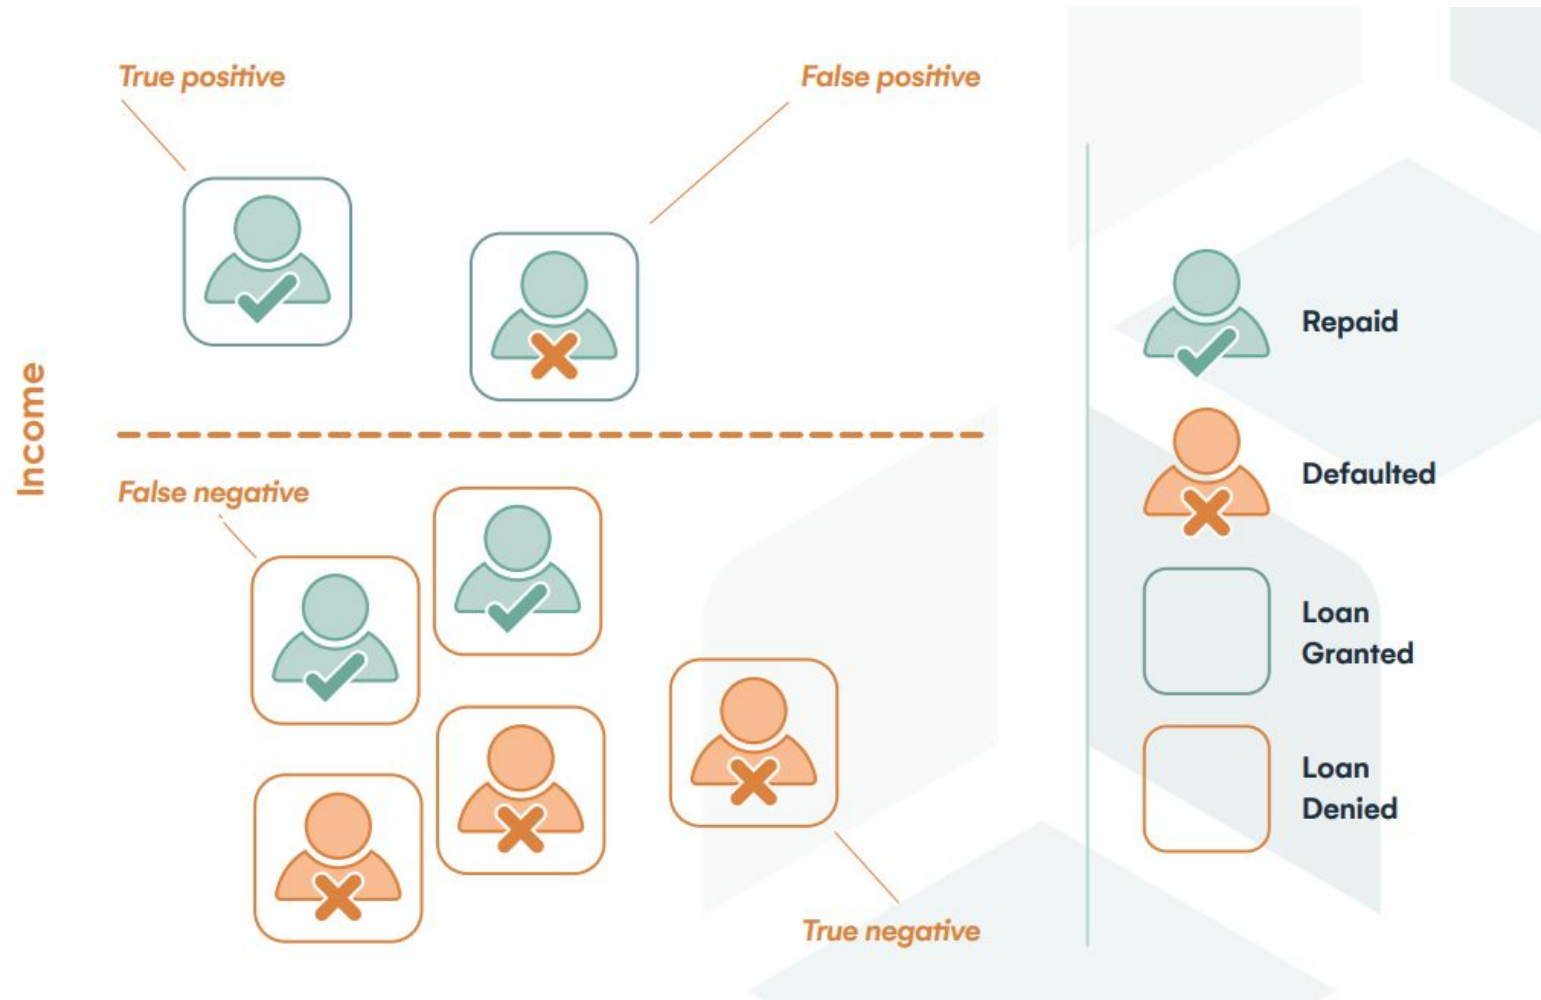 True positive
False positive
Income
False negative
True negative
Repaid
Defaulted
Loan
Granted
Loan
Denied